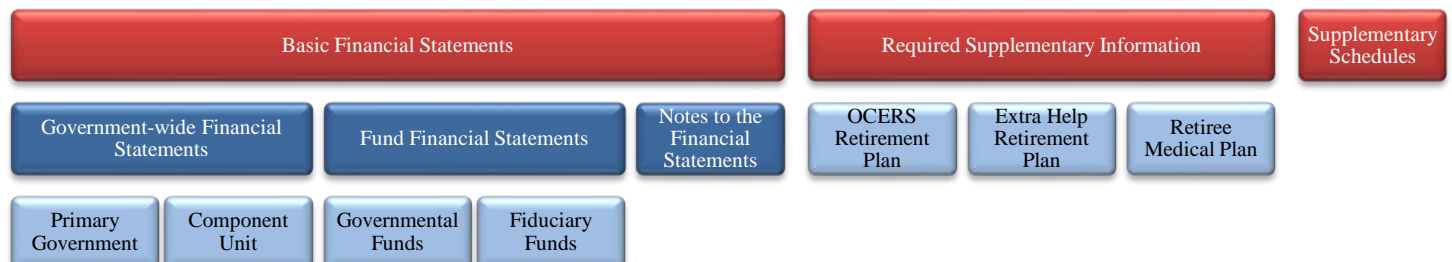 Basic Financial Statements
Required Supplementary Information
Supplementary
Schedules
Government-wide Financial
Statements
Fund Financial Statements
Notes to the
Financial
Statements
OCERS
Retirement
Plan
Extra Help
Retirement
Plan
Retiree
Medical Plan
Primary
Government
Component
Unit
Governmental
Funds
Fiduciary
Funds